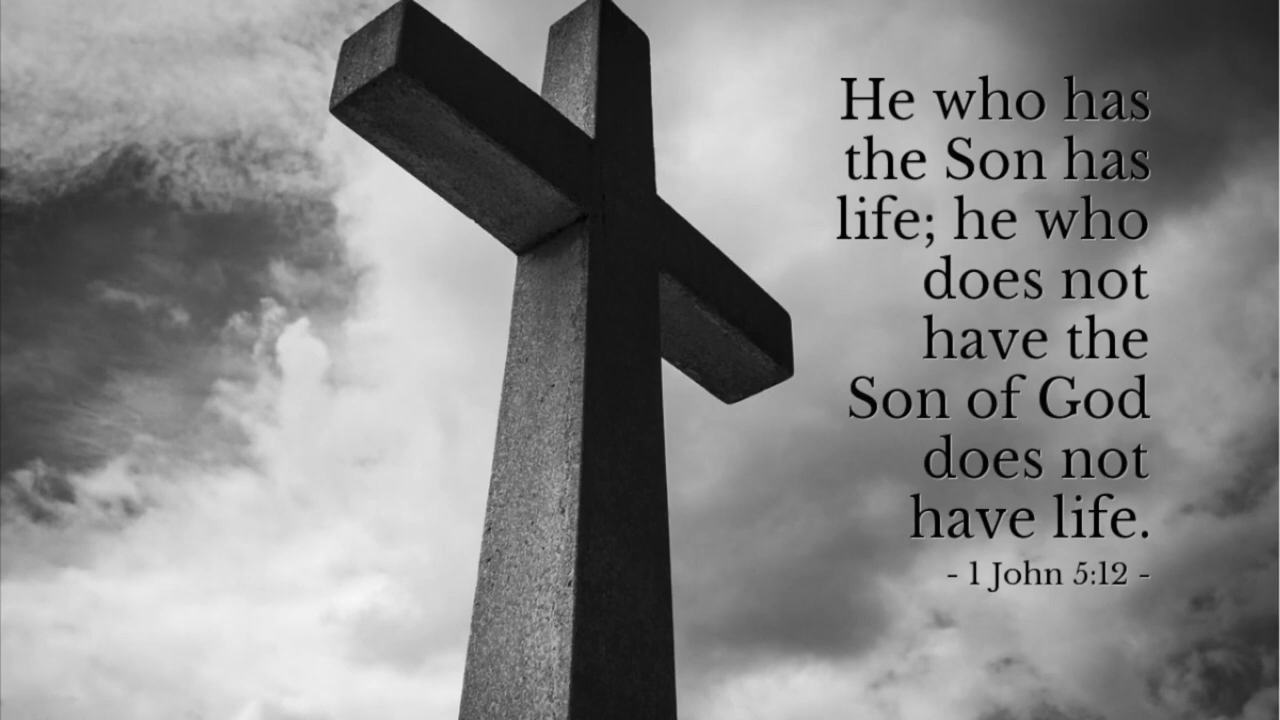 He who has
the Son has
life; he who
does not
have the
Son of God
does not
have life.
- 1 John 5:12 -